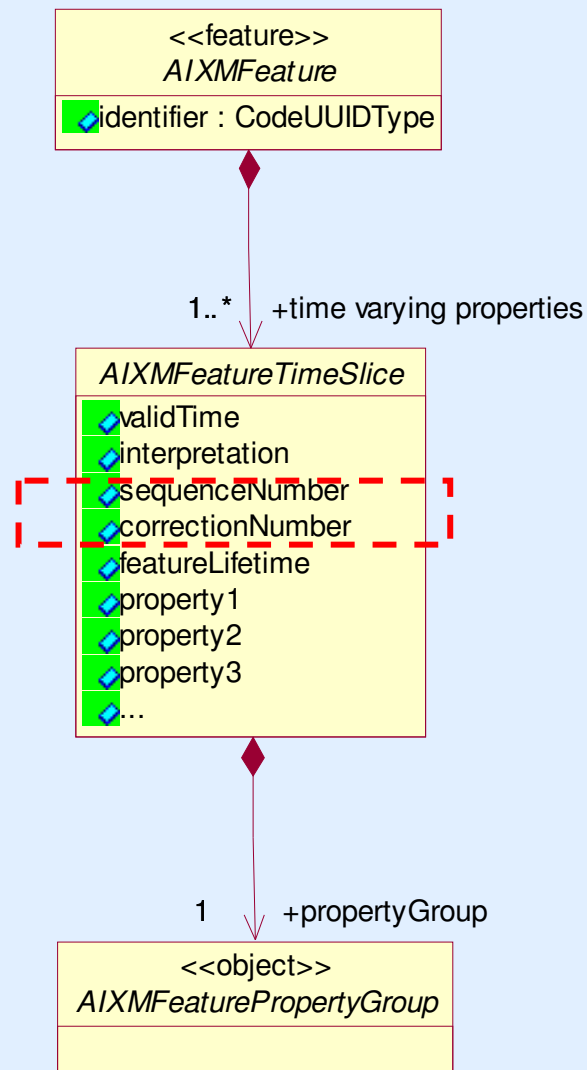 <<feature>>
AIXMFeature
identifier : CodeUUIDType
1..* +time varying properties
AIXMFeatureTimeSlice
validTime
interpretation
sequenceNumber
correctionNumber
featureLifetime
property1
property2
property3
...
1 +propertyGroup
<<object>>
AIXMFeaturePropertyGroup